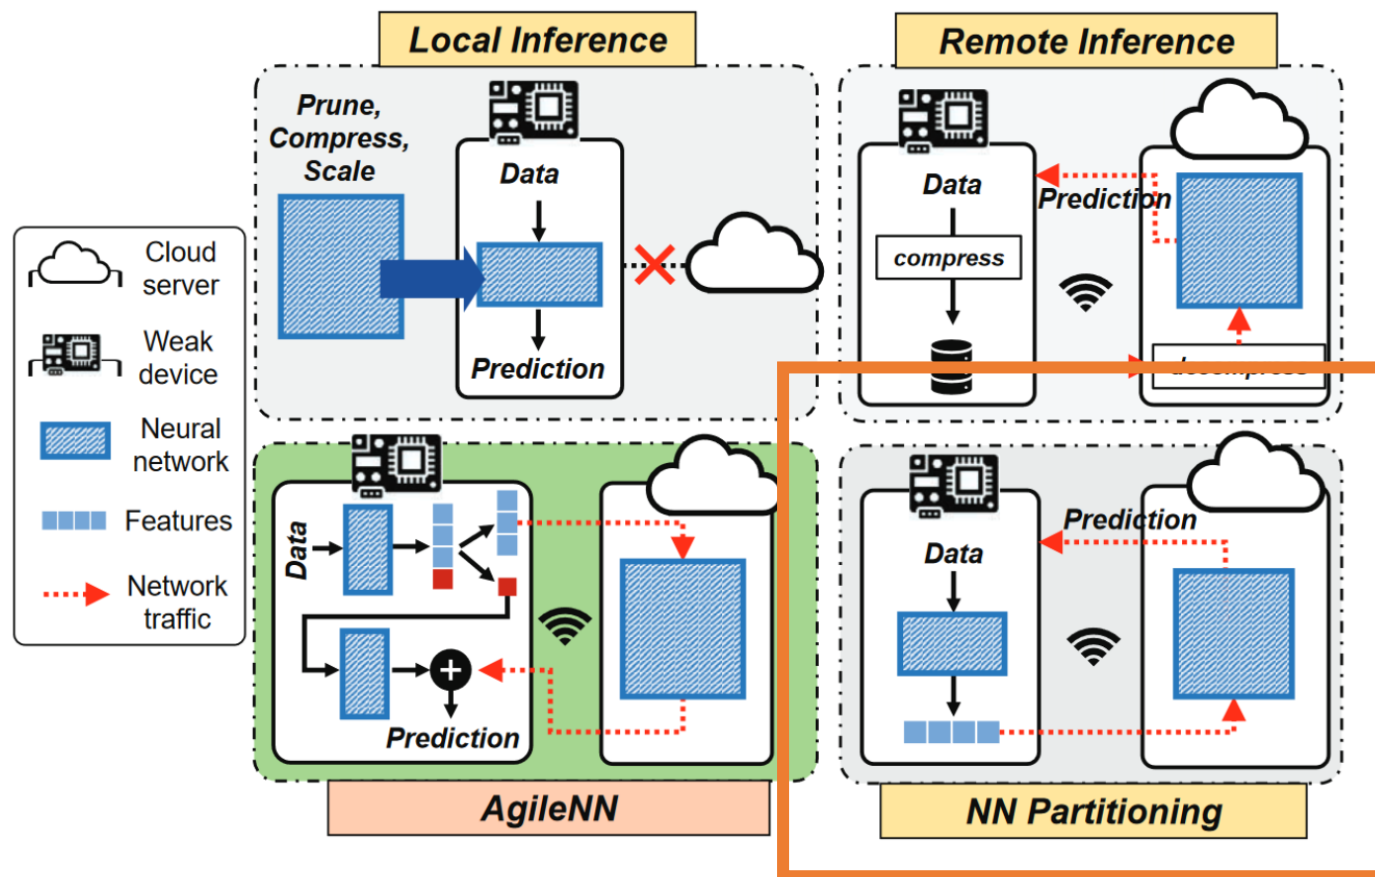 Local Inference
Remote Inference
Prune,
Compress,
Scale
Data
Prediction
Data
compress
Prediction
Cloud
server
Weak
device
Neural
network
Features
Network
traffic
Data
Prediction
AgileNN
Prediction
Data
NN Partitioning